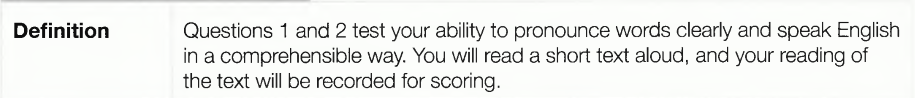 Definition
Questions 1 and 2 test your ability to pronounce words clearly and speak English
in a comprehensible way. You will read a short text aloud, and your reading of
the text will be recorded for scoring.